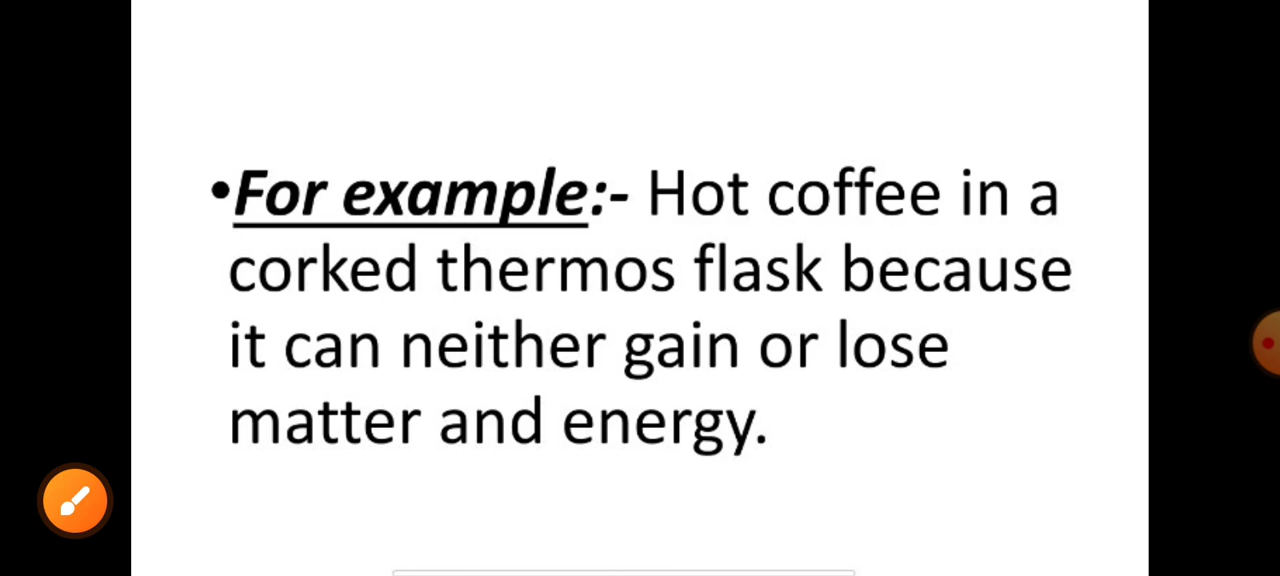 •For example:- Hot coffee in a
corked thermos flask because
it can neither gain or lose
matter and energy.